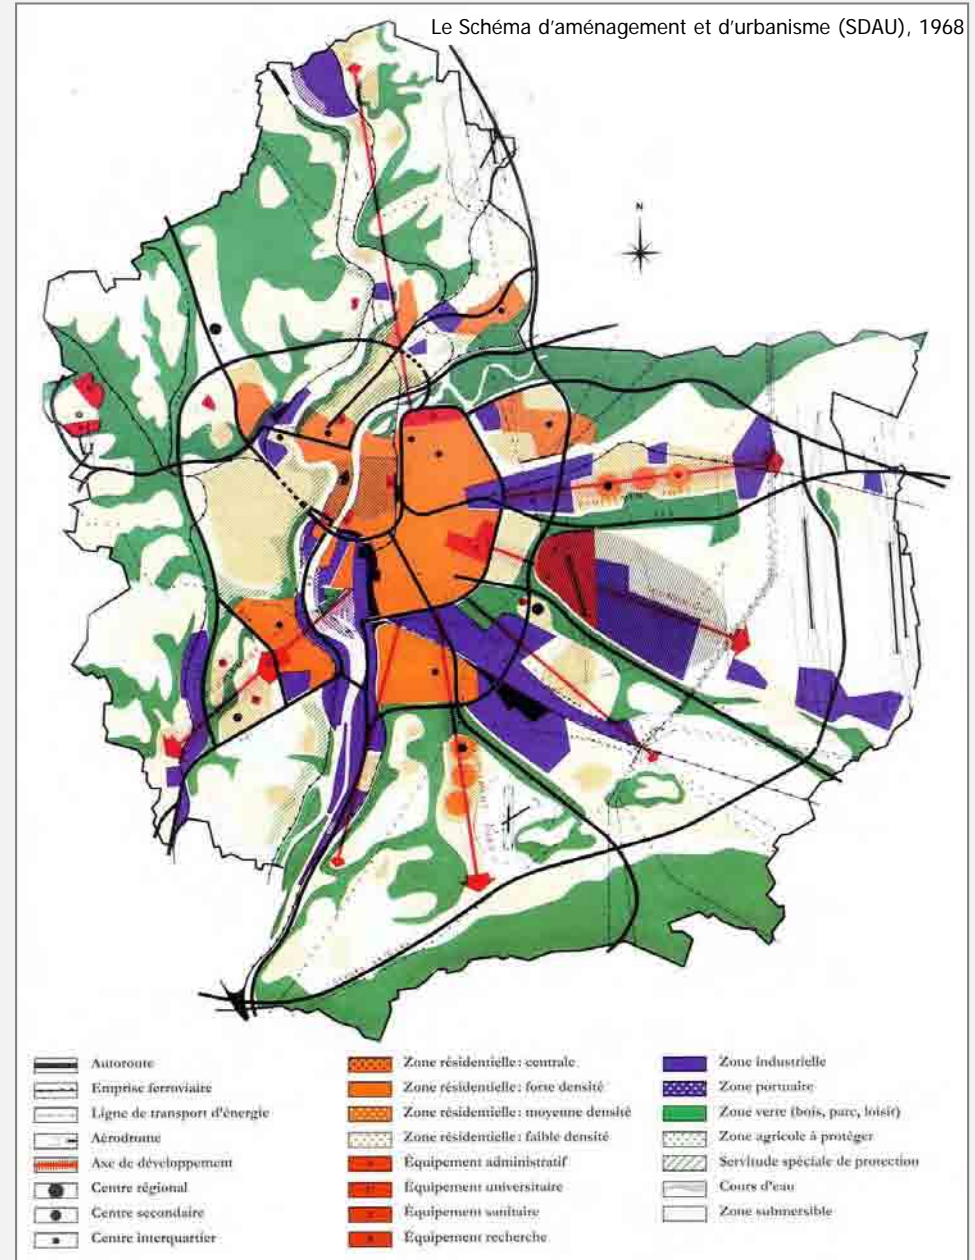 Le Schéma d'aménagement et d'urbanisme (SDAU), 1968
N
Autoroute
Emprise ferroviaire
Ligne de transport d'énergie
Aérodrome
Axe de développement
Centre régional
Centre secondaire
Centre interquartier
Zone résidentielle: centrale
Zone résidentielle: forte densité
Zone résidentielle: moyenne densité
Zone résidentielle: faible densité
Équipement administratif
Équipement universitaire
Équipement sanitaire
Équipement recherche
Zone industrielle
Zone portuaire
Zone verte (bois, parc, loisir)
Zone agricole à protéger
Servitude spéciale de protection
Cours d'eau
Zone submersible